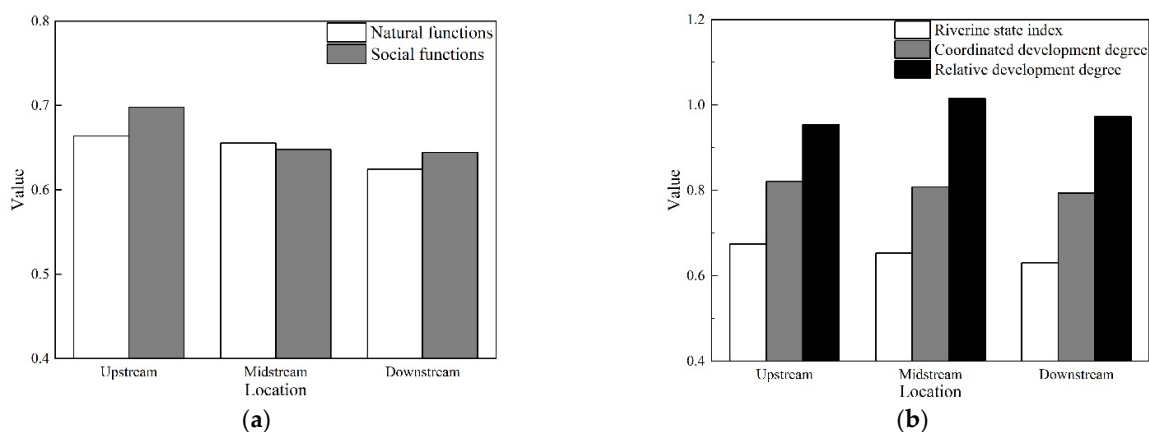 0.8
Natural functions
Social functions
0.7
0.6
0.5
0.4
Value
Upstream Midstream Downstream
Location
(a)
1.2
Riverine state index
Coordinated development degree
Relative development degree
1.0
0.8
0.6
0.4
Value
Upstream Midstream Downstream
Location
(b)